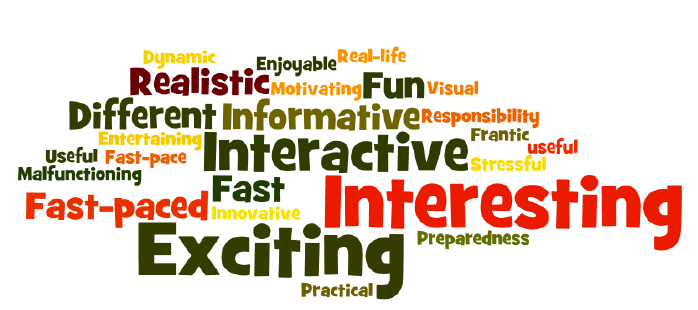 Dynamic
Enjoyable
Real-life
Realistic
Motivating
Fun
Visual
Different
Informative
Responsibility
Entertaining
Interactive
Frantic
useful
Useful
Fast-pace
Stressful
Malfunctioning
Fast
Interesting
Fast-paced
Innovative
Exciting
Preparedness
Practical